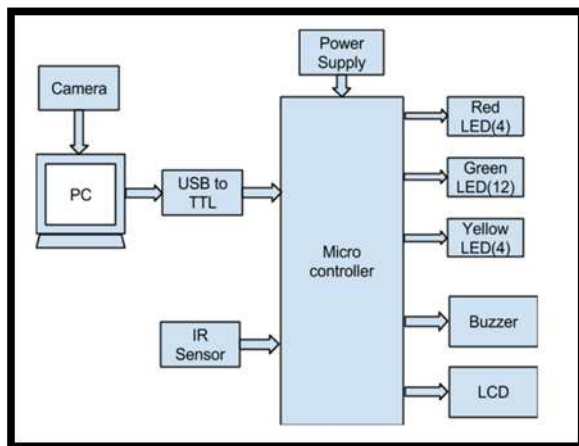 Power
Supply
Camera
Red
LED(4)
PC
USB to
TTL
Green
LED(12)
Micro
controller
Yellow
LED(4)
IR
Sensor
Buzzer
LCD